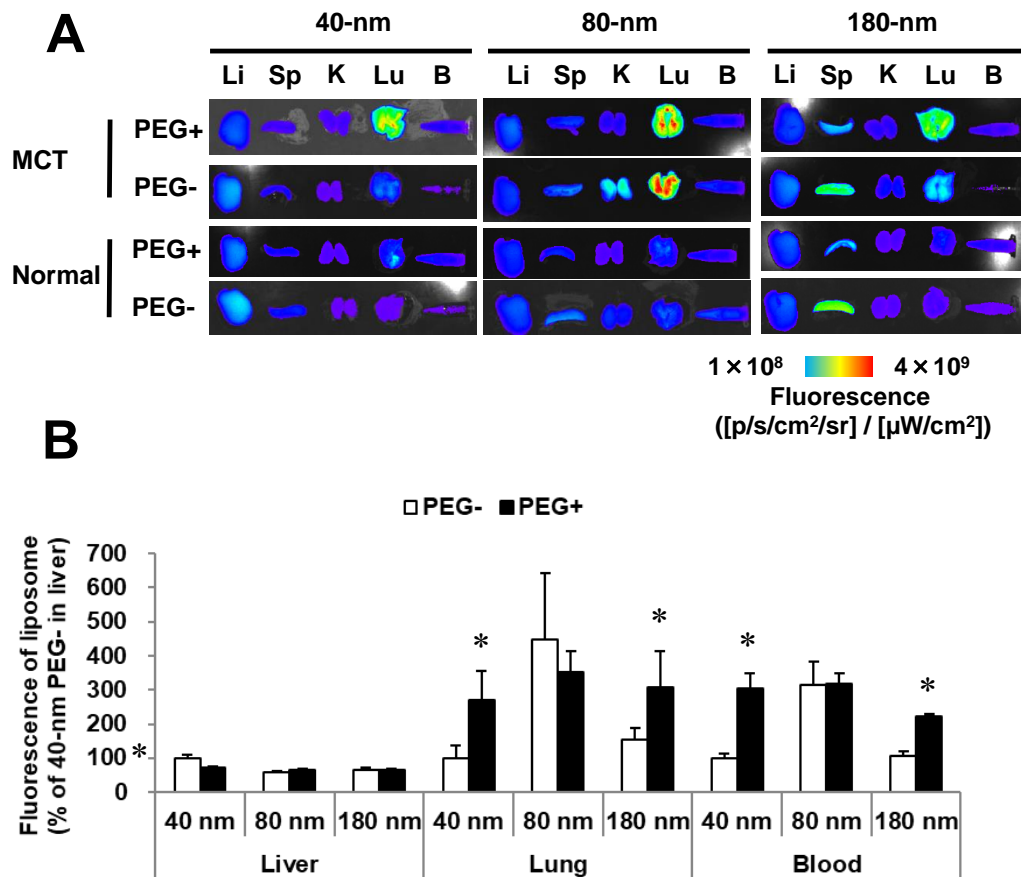 A
40-nm
80-nm
180-nm
Li Sp K Lu B
Li Sp K Lu B
Li Sp K Lu B
MCT
PEG+
PEG-
Normal
PEG+
PEG-
1×10⁸ 4×10⁹
Fluorescence
([p/s/cm²/sr] / [µW/cm²])
B
PEG- PEG+
Fluorescence of liposome
(% of 40-nm PEG- in liver)
700
600
500
400
300
200
100
0
*
*
*
*
*
40 nm 80 nm 180 nm 40 nm 80 nm 180 nm 40 nm 80 nm 180 nm
Liver Lung Blood